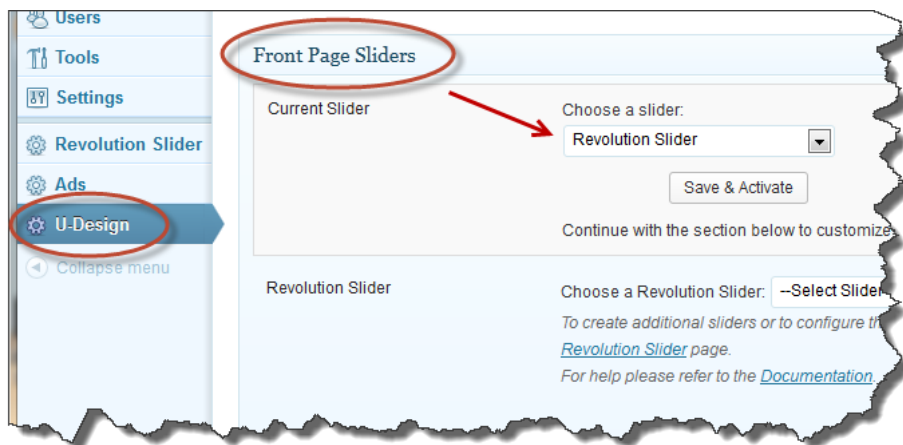 Users
Tools
Settings
Revolution Slider
Ads
U-Design
Collapse menu
Front Page Sliders
Current Slider
Choose a slider:
Revolution Slider
Save & Activate
Continue with the section below to customize
Revolution Slider
Choose a Revolution Slider: --Select Slider
To create additional sliders or to configure
Revolution Slider page.
For help please refer to the Documentation.